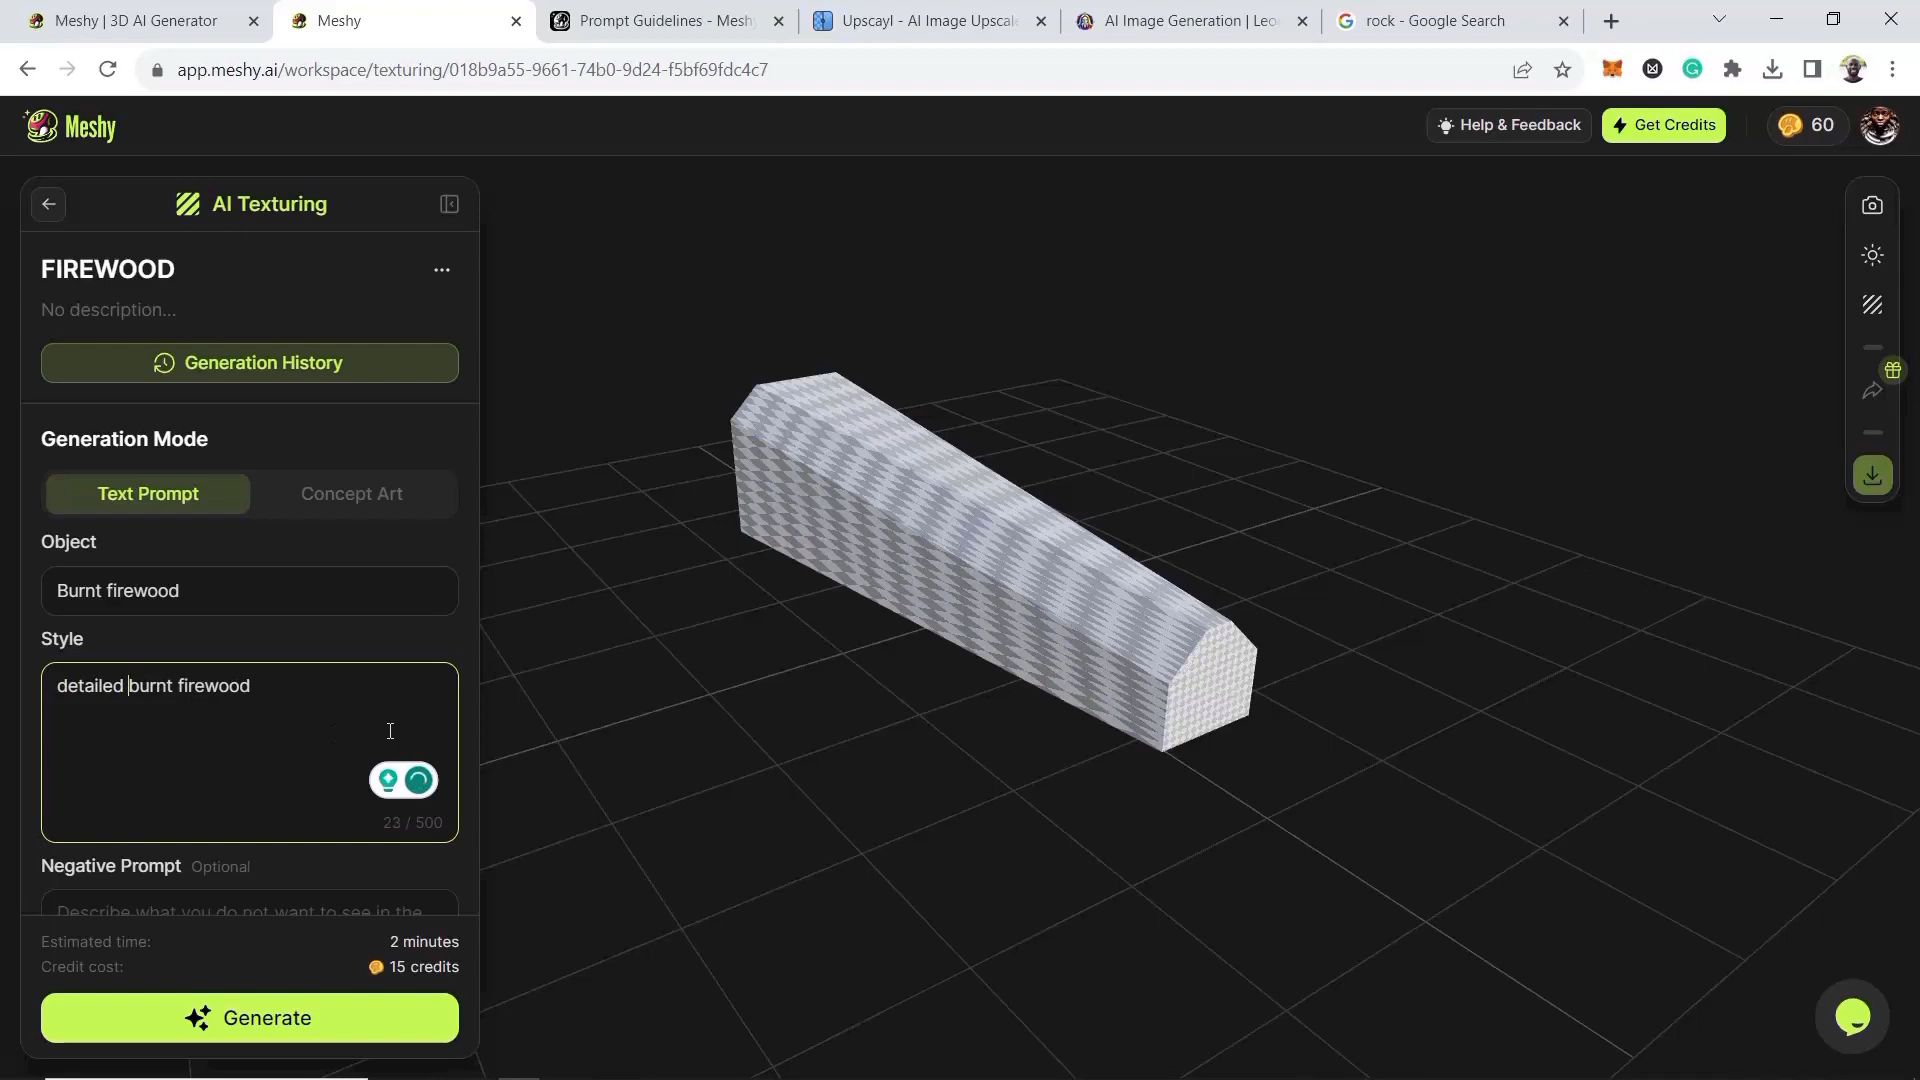 Meshy | 3D AI Generator
Meshy
Prompt Guidelines - Meshy
Upscayl - AI Image Upscale
AI Image Generation | Leo
rock - Google Search
app.meshy.ai/workspace/texturing/018b9a55-9661-74b0-9d24-f5bf69fdc4c7
Meshy
Help & Feedback
Get Credits
60
AI Texturing
FIREWOOD
No description...
Generation History
Generation Mode
Text Prompt
Concept Art
Object
Burnt firewood
Style
detailed burnt firewood
23 / 500
Negative Prompt Optional
Describe what you do not want to see in the
Estimated time:
2 minutes
Credit cost:
15 credits
Generate